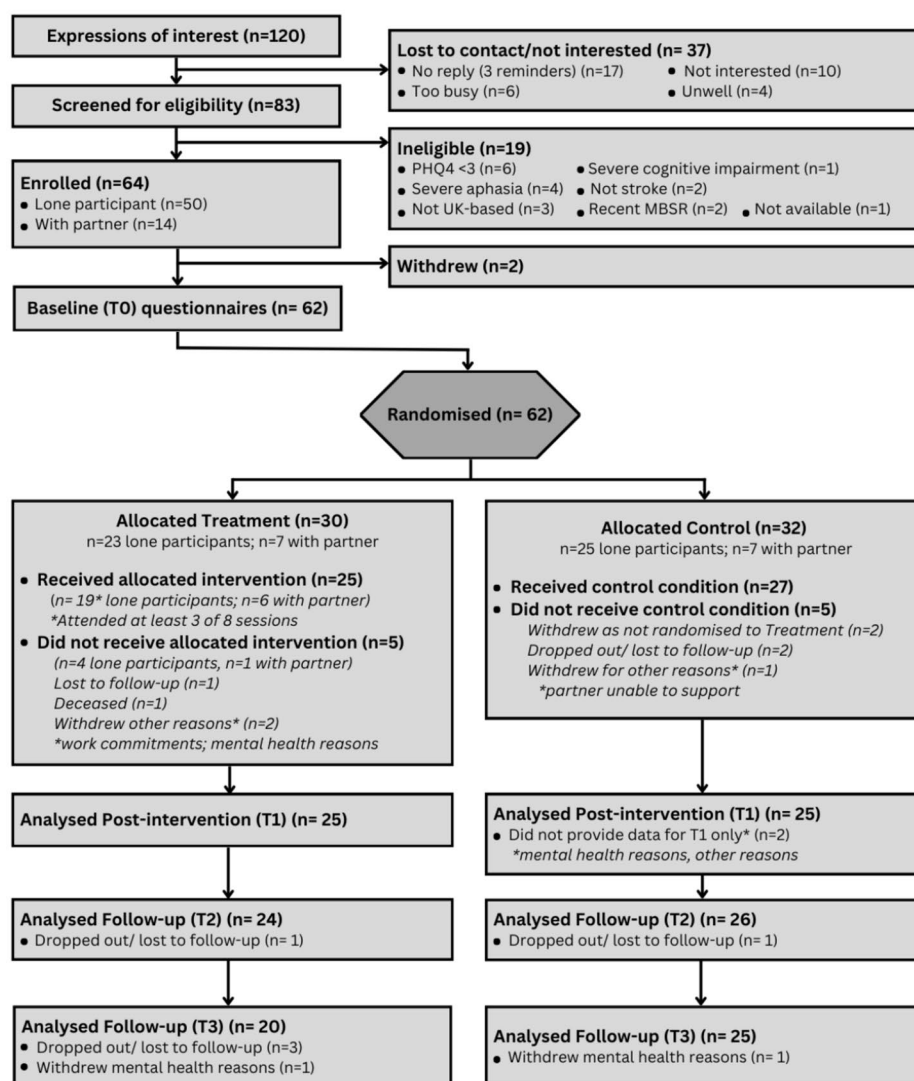 Expressions of interest (n=120)
Lost to contact/not interested (n= 37)
• No reply (3 reminders) (n=17) • Not interested (n=10)
• Too busy (n=6) • Unwell (n=4)
Screened for eligibility (n=83)
Ineligible (n=19)
• PHQ4 <3 (n=6) • Severe cognitive impairment (n=1)
• Severe aphasia (n=4) • Not stroke (n=2)
• Not UK-based (n=3) • Recent MBSR (n=2) • Not available (n=1)
Enrolled (n=64)
• Lone participant (n=50)
• With partner (n=14)
Withdrew (n=2)
Baseline (T0) questionnaires (n= 62)
Randomised (n= 62)
Allocated Treatment (n=30)
n=23 lone participants; n=7 with partner
• Received allocated intervention (n=25)
(n= 19* lone participants; n=6 with partner)
*Attended at least 3 of 8 sessions
• Did not receive allocated intervention (n=5)
(n=4 lone participants, n=1 with partner)
Lost to follow-up (n=1)
Deceased (n=1)
Withdrew other reasons* (n=2)
*work commitments; mental health reasons
Allocated Control (n=32)
n=25 lone participants; n=7 with partner
• Received control condition (n=27)
• Did not receive control condition (n=5)
Withdrew as not randomised to Treatment (n=2)
Dropped out/ lost to follow-up (n=2)
Withdrew for other reasons* (n=1)
*partner unable to support
Analysed Post-intervention (T1) (n= 25)
Analysed Post-intervention (T1) (n= 25)
• Did not provide data for T1 only* (n=2)
*mental health reasons, other reasons
Analysed Follow-up (T2) (n= 24)
• Dropped out/ lost to follow-up (n= 1)
Analysed Follow-up (T2) (n= 26)
• Dropped out/ lost to follow-up (n= 1)
Analysed Follow-up (T3) (n= 20)
• Dropped out/ lost to follow-up (n=3)
• Withdrew mental health reasons (n=1)
Analysed Follow-up (T3) (n= 25)
• Withdrew mental health reasons (n= 1)